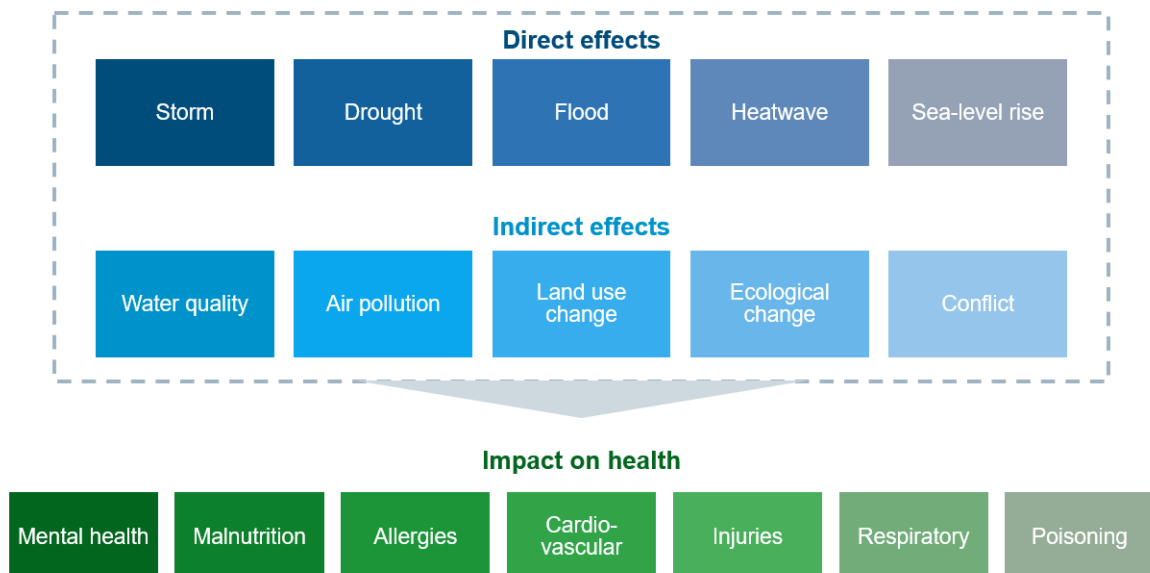 Direct effects
Storm
Drought
Flood
Heatwave
Sea-level rise
Indirect effects
Water quality
Air pollution
Land use
change
Ecological
change
Conflict
Impact on health
Mental health
Malnutrition
Allergies
Cardio-
vascular
Injuries
Respiratory
Poisoning